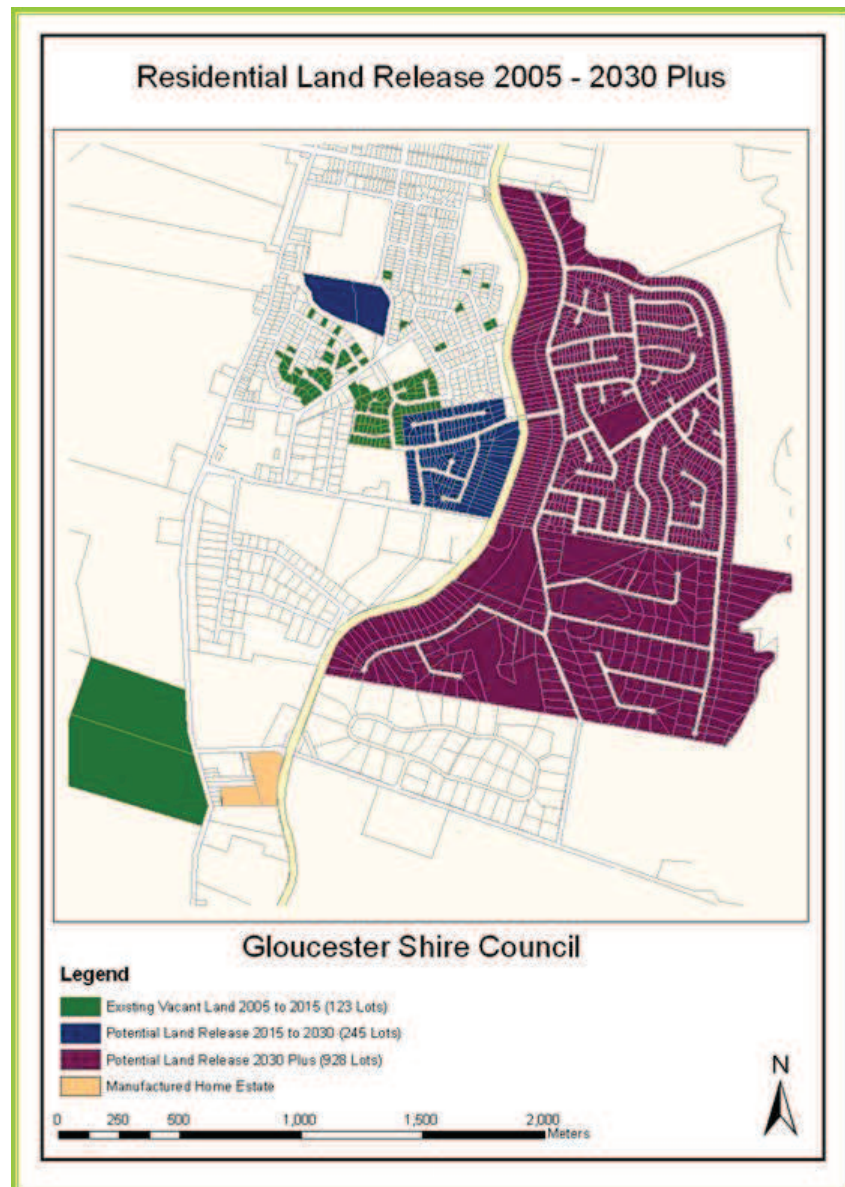 Residential Land Release 2005 - 2030 Plus
Gloucester Shire Council
Legend
Existing Vacant Land 2005 to 2015 (123 Lots)
Potential Land Release 2015 to 2030 (245 Lots)
Potential Land Release 2030 Plus (928 Lots)
Manufactured Home Estate
N
0 250 500 1,000 1,500 2,000
Meters